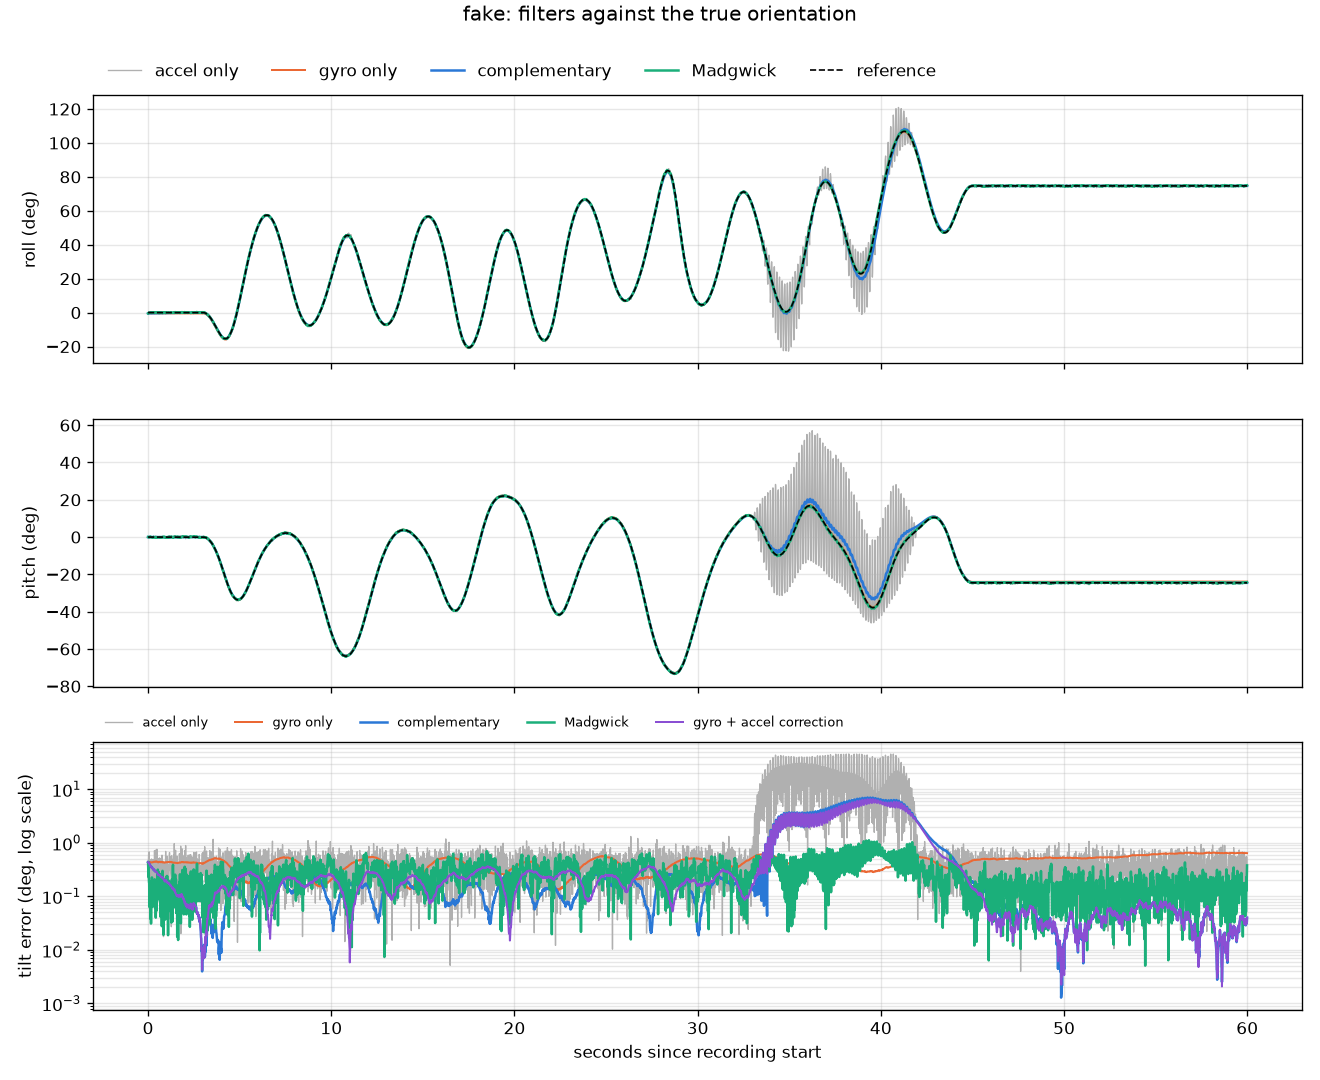 fake: filters against the true orientation
accel only gyro only complementary Madgwick reference
roll (deg)
120
100
80
60
40
20
0
−20
pitch (deg)
60
40
20
0
−20
−40
−60
−80
accel only gyro only complementary Madgwick gyro + accel correction
tilt error (deg, log scale)
10¹
10⁰
10⁻¹
10⁻²
10⁻³
0 10 20 30 40 50 60
seconds since recording start